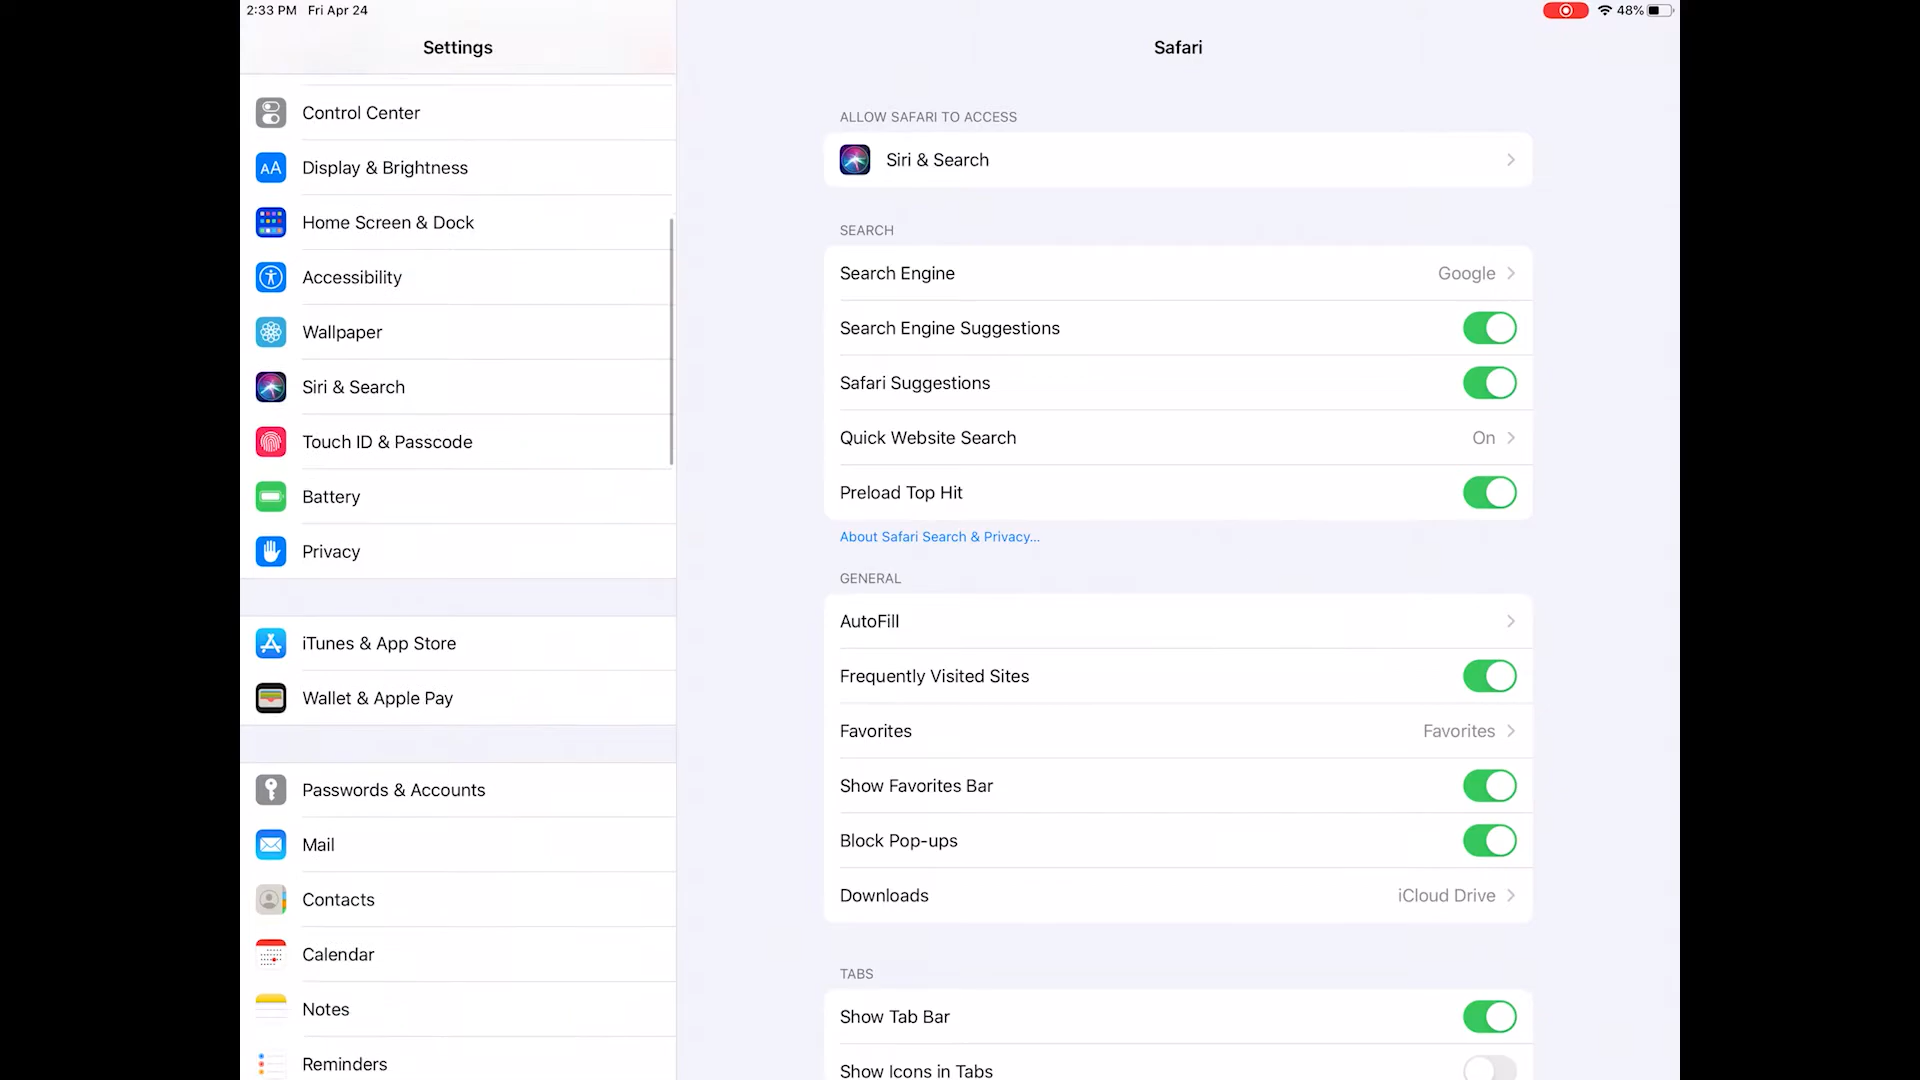 2:33 PM Fri Apr 24
48%
Settings
Control Center
AA Display & Brightness
Home Screen & Dock
Accessibility
Wallpaper
Siri & Search
Touch ID & Passcode
Battery
Privacy
iTunes & App Store
Wallet & Apple Pay
Passwords & Accounts
Mail
Contacts
Calendar
Notes
Reminders
Safari
ALLOW SAFARI TO ACCESS
Siri & Search
SEARCH
Search Engine Google
Search Engine Suggestions
Safari Suggestions
Quick Website Search On
Preload Top Hit
About Safari Search & Privacy...
GENERAL
AutoFill
Frequently Visited Sites
Favorites Favorites
Show Favorites Bar
Block Pop-ups
Downloads iCloud Drive
TABS
Show Tab Bar
Show Icons in Tabs